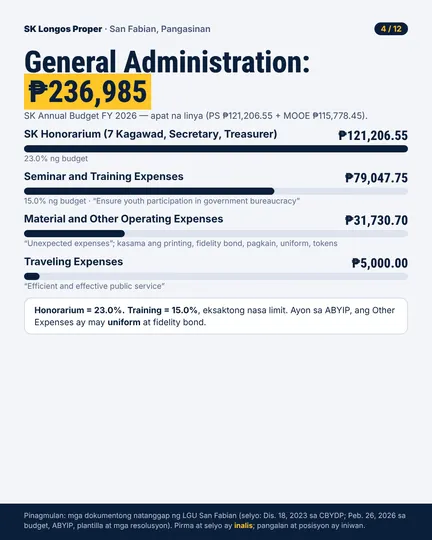 SK Longos Proper · San Fabian, Pangasinan
4 / 12
General Administration:
₱236,985
SK Annual Budget FY 2026 — apat na linya (PS ₱121,206.55 + MOOE ₱115,778.45).
SK Honorarium (7 Kagawad, Secretary, Treasurer)
₱121,206.55
23.0% ng budget
Seminar and Training Expenses
₱79,047.75
15.0% ng budget · “Ensure youth participation in government bureaucracy”
Material and Other Operating Expenses
₱31,730.70
“Unexpected expenses”; kasama ng printing, fidelity bond, pagkain, uniform, tokens
Traveling Expenses
₱5,000.00
“Efficient and effective public service”
Honorarium = 23.0%. Training = 15.0%, eksaktong nasa limit. Ayon sa ABYIP, ang Other
Expenses ay may uniform at fidelity bond.
Pinagmulan: mga dokumentong natanggap ng LGU San Fabian (selyo: Dis. 18, 2023 sa CBYDP; Peb. 26, 2026 sa
budget, ABYIP, plantilla at mga resolusyon). Pirma at selyo ay inalis; pangalan at posisyon ay iniwan.